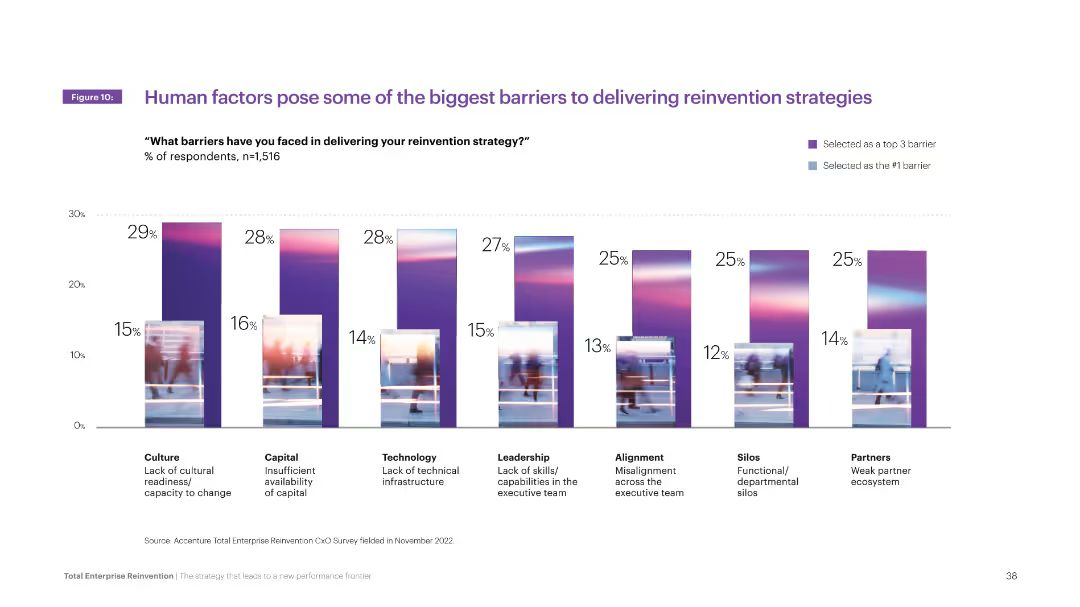 Figure 10:
Human factors pose some of the biggest barriers to delivering reinvention strategies
“What barriers have you faced in delivering your reinvention strategy?”
% of respondents, n=1,516
Selected as a top 3 barrier
Selected as the #1 barrier
30%
20%
10%
0%
29%
15%
28%
16%
28%
14%
27%
15%
25%
13%
25%
12%
25%
14%
Culture
Lack of cultural
readiness/
capacity to change
Capital
Insufficient
availability
of capital
Technology
Lack of technical
infrastructure
Leadership
Lack of skills/
capabilities in the
executive team
Alignment
Misalignment
across the
executive team
Silos
Functional/
departmental
silos
Partners
Weak partner
ecosystem
Source: Accenture Total Enterprise Reinvention CxO Survey fielded in November 2022.
Total Enterprise Reinvention | The strategy that leads to a new performance frontier
38